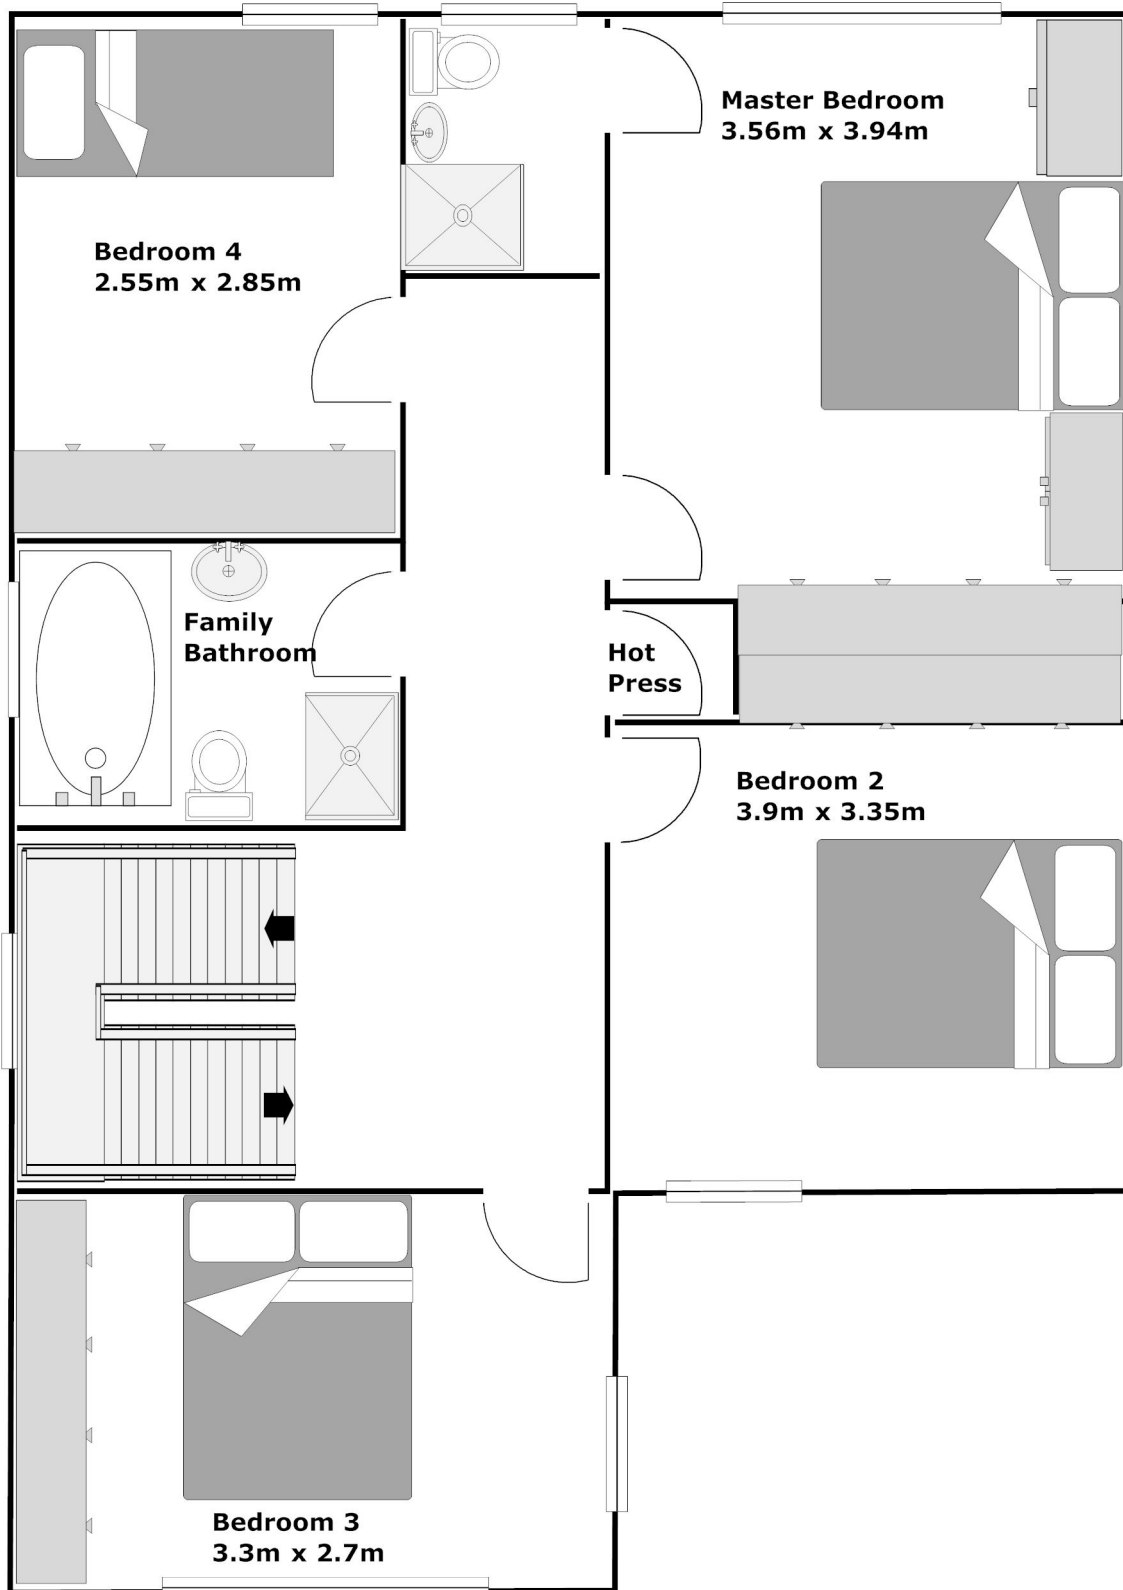 Master Bedroom
3.56m x 3.94m
Bedroom 4
2.55m x 2.85m
Family
Bathroom
Hot
Press
Bedroom 2
3.9m x 3.35m
Bedroom 3
3.3m x 2.7m